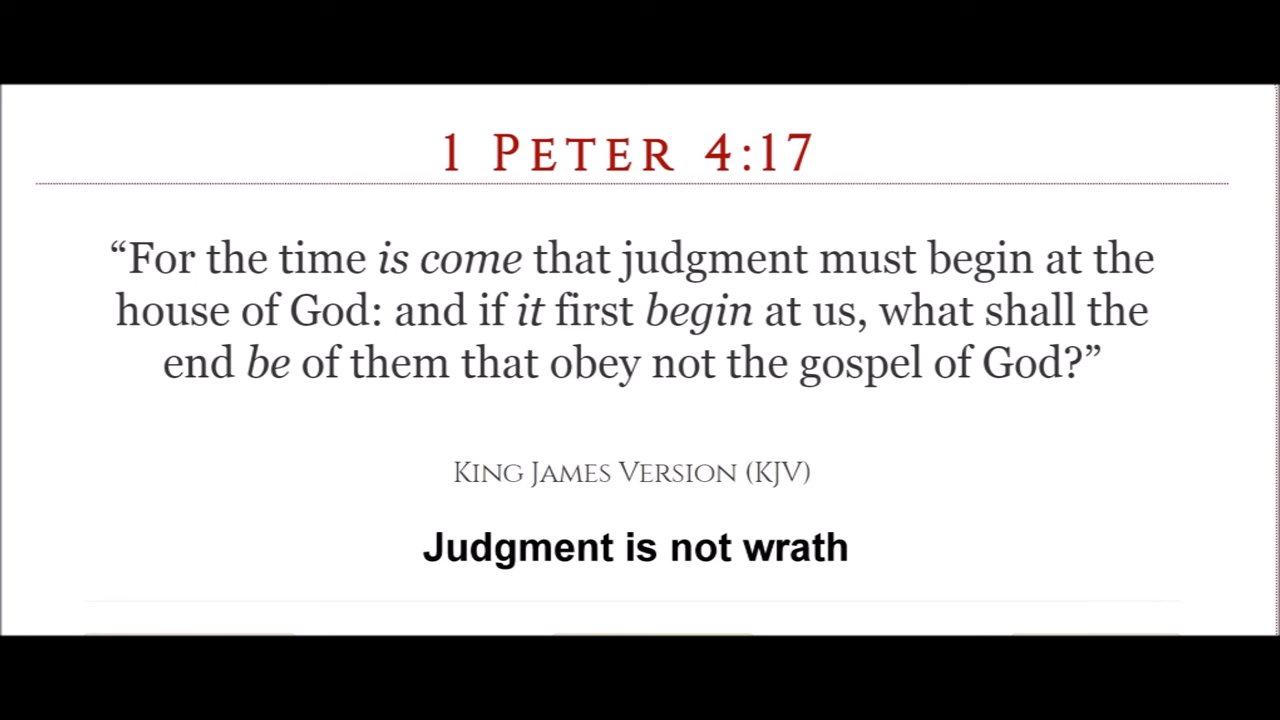 1 PETER 4:17
“For the time is come that judgment must begin at the
house of God: and if it first begin at us, what shall the
end be of them that obey not the gospel of God?”
KING JAMES VERSION (KJV)
Judgment is not wrath